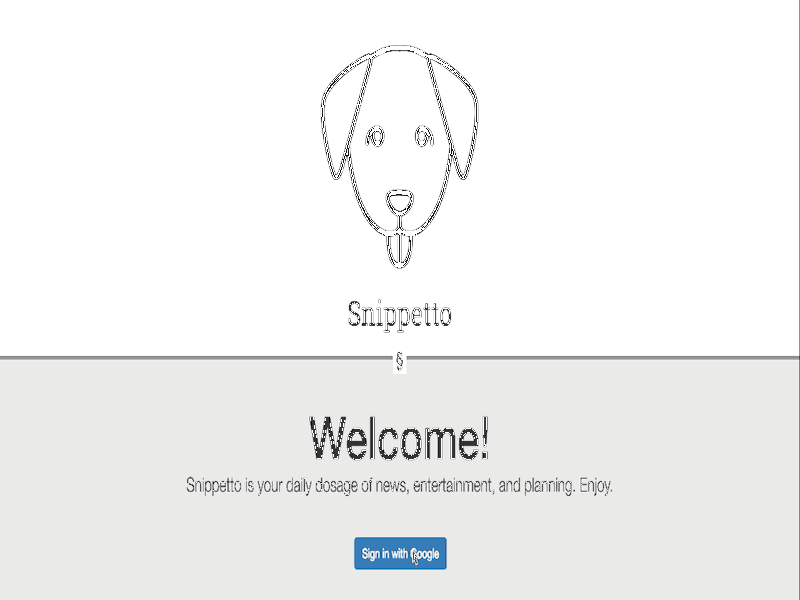 Snippetto
§
Welcome!
Snippetto is your daily dosage of news, entertainment, and planning. Enjoy.
Sign in with Google